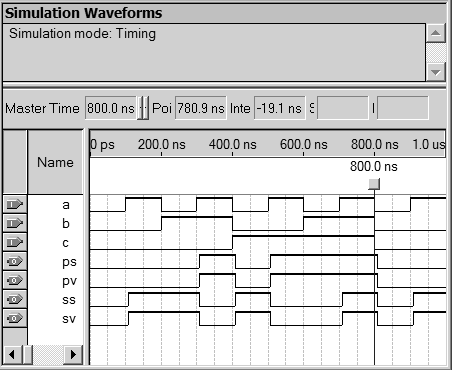 Simulation Waveforms
Simulation mode: Timing
Master Time 800.0 ns Poi 780.9 ns Inte -19.1 ns S I
Name
0 ps 200.0 ns 400.0 ns 600.0 ns 800.0 ns 1.0 us
800.0 ns
a
b
c
ps
pv
ss
sv